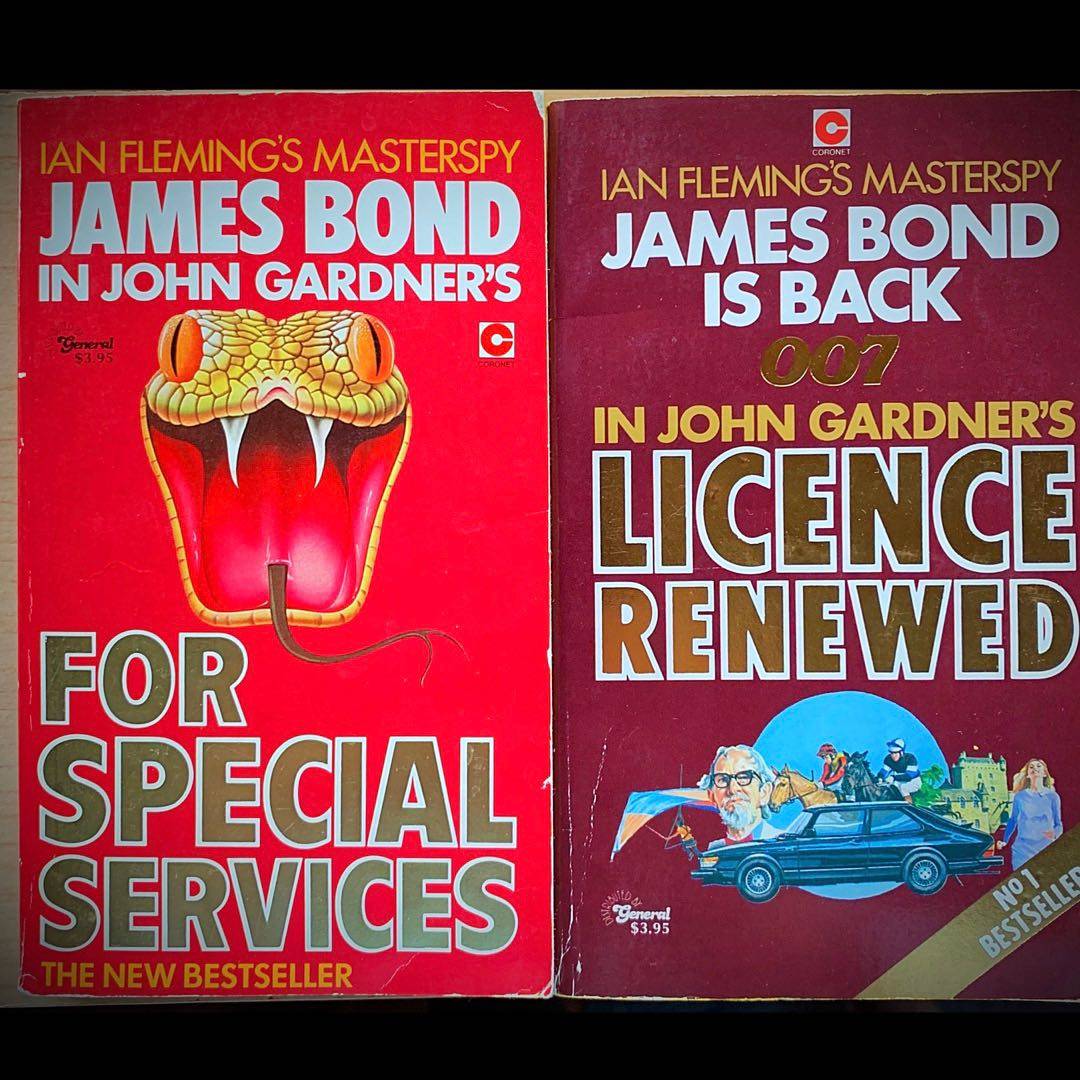 IAN FLEMING'S MASTERSPY
JAMES BOND
IN JOHN GARDNER'S
General
$3.95
C
CORONET
FOR
SPECIAL
SERVICES
THE NEW BESTSELLER
C
CORONET
IAN FLEMING'S MASTERSPY
JAMES BOND
IS BACK
007
IN JOHN GARDNER'S
LICENCE
RENEWED
DISTRIBUTED BY
General
$3.95
NO 1
BESTSELLER